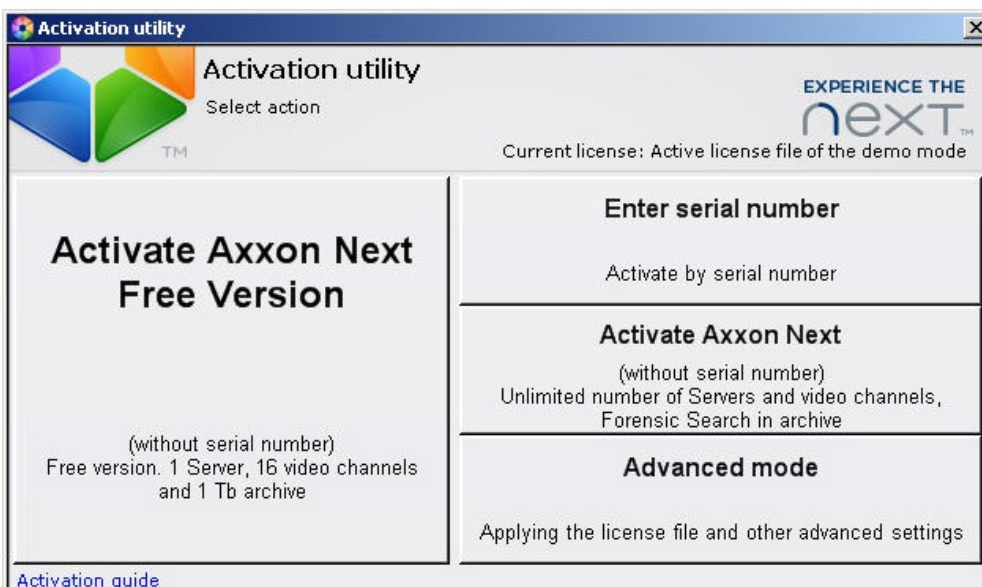 Activation utility
Activation utility
Select action
TM
EXPERIENCE THE
next TM
Current license: Active license file of the demo mode
Activate Axxon Next
Free Version
(without serial number)
Free version. 1 Server, 16 video channels
and 1 Tb archive
Enter serial number
Activate by serial number
Activate Axxon Next
(without serial number)
Unlimited number of Servers and video channels,
Forensic Search in archive
Advanced mode
Applying the license file and other advanced settings
Activation guide